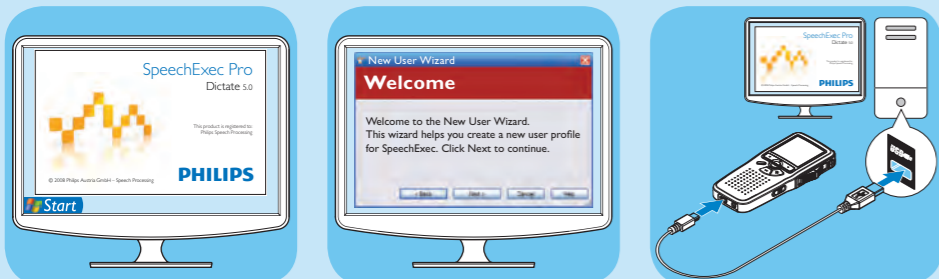 SpeechExec Pro
Dictate 5.0
This product is registered to:
Philips Speech Processing
© 2008 Philips Austria GmbH – Speech Processing
PHILIPS
Start
New User Wizard
Welcome
Welcome to the New User Wizard.
This wizard helps you create a new user profile
for SpeechExec. Click Next to continue.
< Back
Next >
Cancel
Help
SpeechExec Pro
Dictate 5.0
PHILIPS